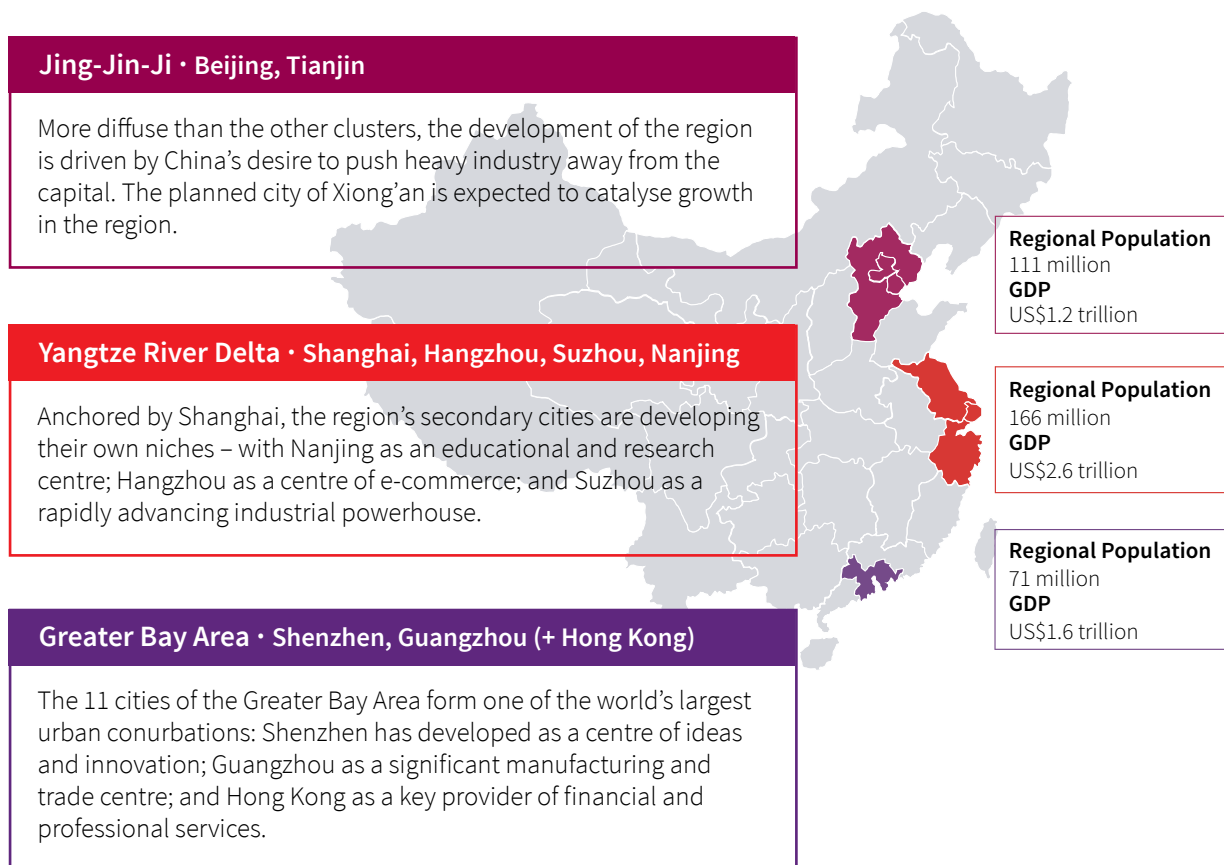 Jing-Jin-Ji · Beijing, Tianjin
More diffuse than the other clusters, the development of the region
is driven by China’s desire to push heavy industry away from the
capital. The planned city of Xiong’an is expected to catalyse growth
in the region.
Regional Population
111 million
GDP
US$1.2 trillion
Yangtze River Delta · Shanghai, Hangzhou, Suzhou, Nanjing
Anchored by Shanghai, the region’s secondary cities are developing
their own niches – with Nanjing as an educational and research
centre; Hangzhou as a centre of e-commerce; and Suzhou as a
rapidly advancing industrial powerhouse.
Regional Population
166 million
GDP
US$2.6 trillion
Greater Bay Area · Shenzhen, Guangzhou (+ Hong Kong)
The 11 cities of the Greater Bay Area form one of the world’s largest
urban conurbations: Shenzhen has developed as a centre of ideas
and innovation; Guangzhou as a significant manufacturing and
trade centre; and Hong Kong as a key provider of financial and
professional services.
Regional Population
71 million
GDP
US$1.6 trillion